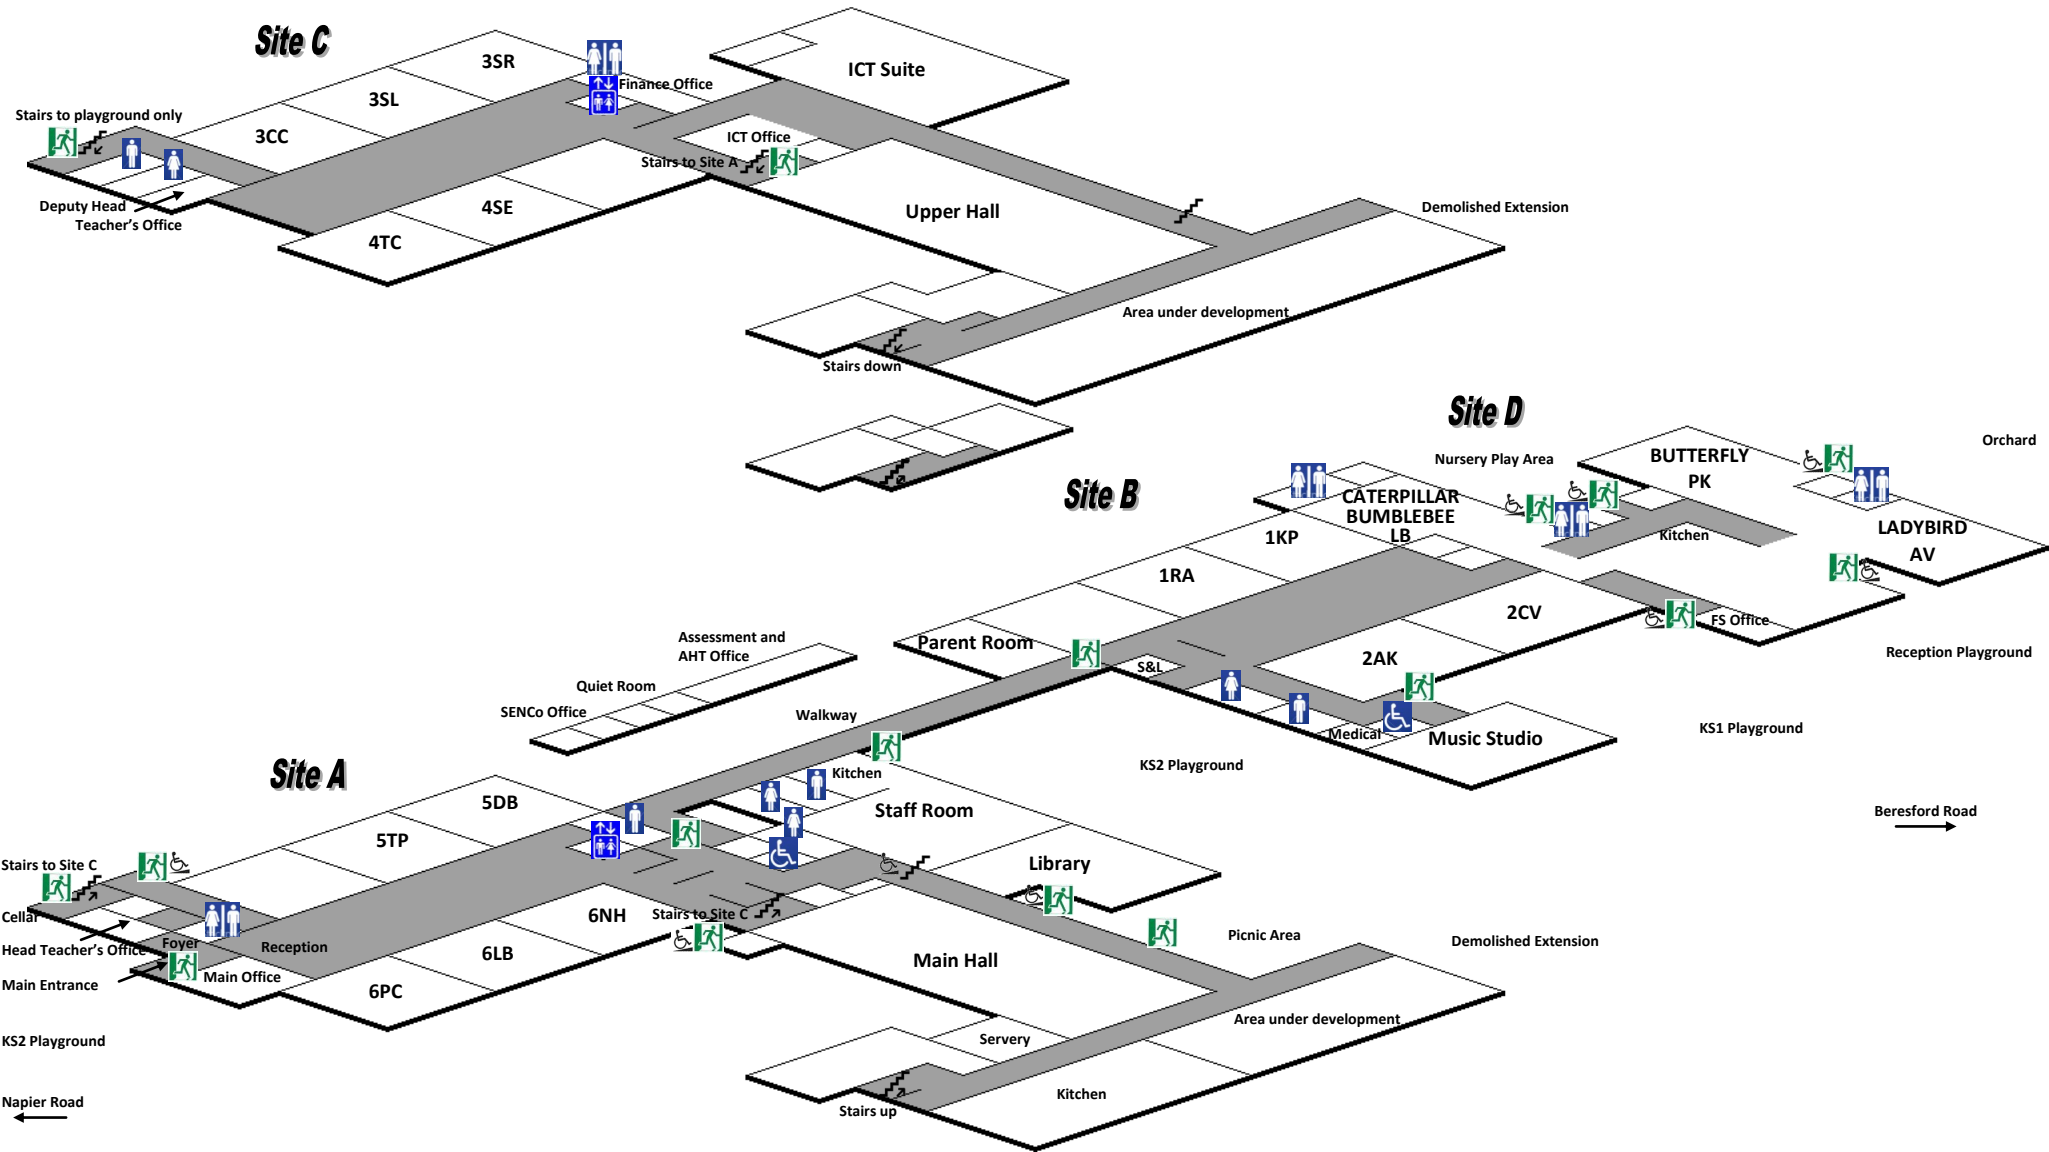 Site C
3SR
ICT Suite
Finance Office
3SL
Stairs to playground only
3CC
ICT Office
Stairs to Site A
Deputy Head
Teacher's Office
4SE
4TC
Upper Hall
Demolished Extension
Area under development
Stairs down
Site D
Orchard
Nursery Play Area
BUTTERFLY
PK
Site B
CATERPILLAR
BUMBLEBEE
LB
LADYBIRD
AV
Kitchen
1KP
1RA
2CV
FS Office
Parent Room
S&L
2AK
Reception Playground
Assessment and
AHT Office
Quiet Room
SENCo Office
Walkway
Medical
Music Studio
KS1 Playground
KS2 Playground
Site A
Kitchen
5DB
Staff Room
Beresford Road
5TP
Stairs to Site C
Library
Cellar
6NH
Stairs to Site C
Head Teacher's Office
Foyer
Reception
Picnic Area
Demolished Extension
6LB
Main Hall
Main Entrance
Main Office
6PC
Area under development
KS2 Playground
Servery
Kitchen
Napier Road
Stairs up